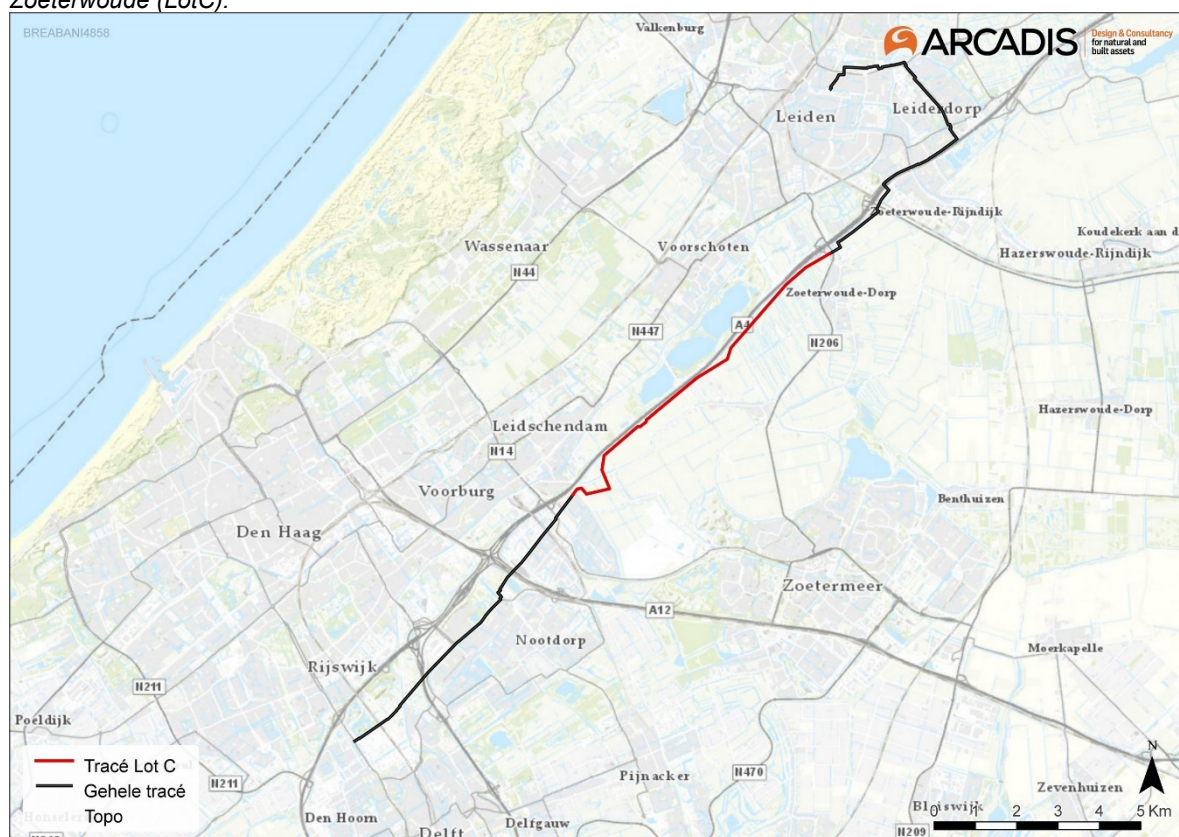 Zoeterwoude (LotC).
BREABANI4858
Valkenburg
ARCADIS
Design & Consultancy
for natural and
built assets
Leiden
Leiderdorp
Zoeterwoude-Rijndijk
Koudekerk aan d
Wassenaar
Voorschoten
Hazerswoude-Rijndijk
N44
Zoeterwoude-Dorp
A4
N447
N206
Hazerswoude-Dorp
Leidschendam
N14
Voorburg
Benthuizen
Den Haag
Zoetermeer
A12
Nootdorp
Moerkapelle
Rijswijk
N211
Poeldijk
Tracé Lot C
Gehele tracé
Topo
N211
Pijnacker
N470
N
Zevenhuizen
Bleiswijk
0 1 2 3 4 5 Km
Den Hoorn
Delfgauw
Delft
N209